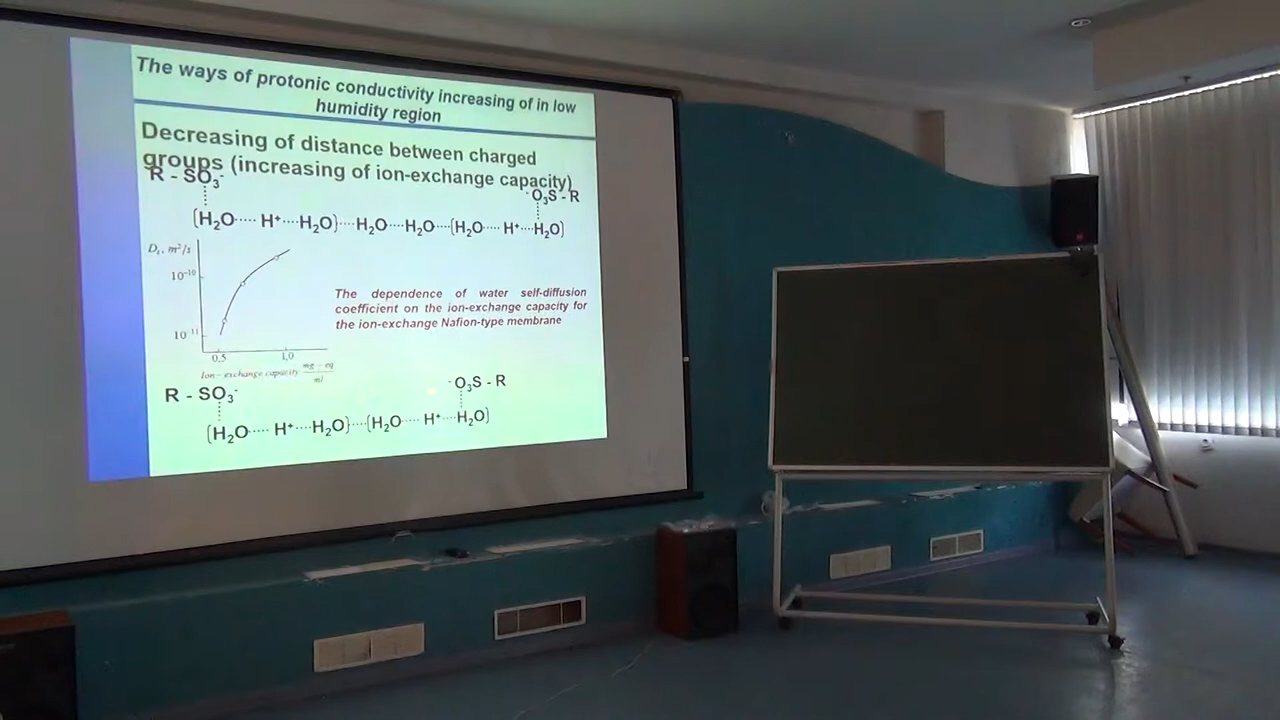 The ways of protonic conductivity increasing of in low
humidity region
Decreasing of distance between charged
groups (increasing of ion-exchange capacity)
R - SO₃⁻
⁻O₃S - R
(H₂O····· H⁺····H₂O)····H₂O····H₂O····(H₂O····· H⁺····H₂O)
Dₛ, m²/s
10⁻¹⁰
10⁻¹¹
0,5 1,0
Ion - exchange capacity mg - eq
ml
The dependence of water self-diffusion
coefficient on the ion-exchange capacity for
the ion-exchange Nafion-type membrane
R - SO₃⁻
⁻O₃S - R
(H₂O····· H⁺····H₂O)····(H₂O····· H⁺····H₂O)